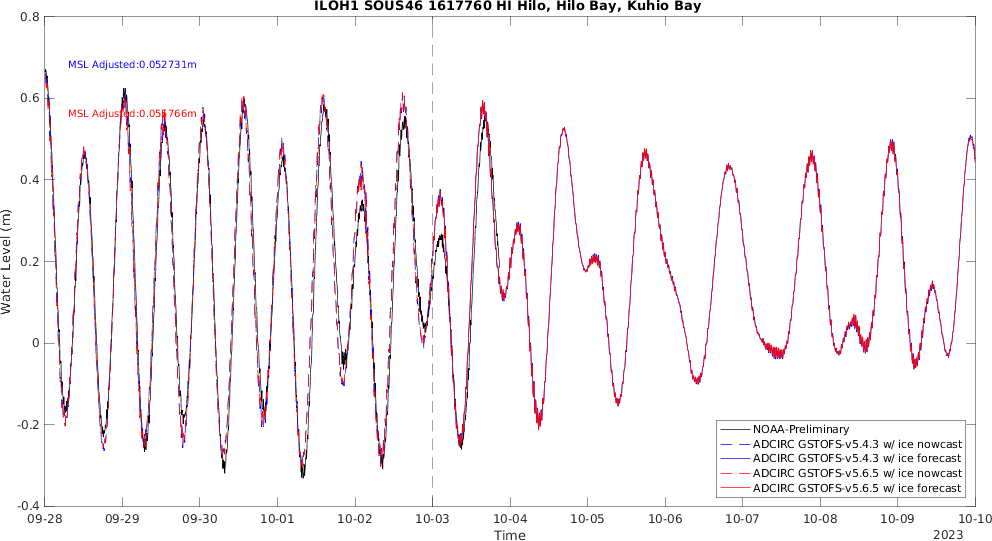 ILOH1 SOUS46 1617760 HI Hilo, Hilo Bay, Kuhio Bay
0.8
MSL Adjusted:0.052731m
0.6
MSL Adjusted:0.055766m
0.4
0.2
0
-0.2
-0.4
Water Level (m)
NOAA-Preliminary
ADCIRC GSTOFS-v5.4.3 w/ ice nowcast
ADCIRC GSTOFS-v5.4.3 w/ ice forecast
ADCIRC GSTOFS-v5.6.5 w/ ice nowcast
ADCIRC GSTOFS-v5.6.5 w/ ice forecast
09-28 09-29 09-30 10-01 10-02 10-03 10-04 10-05 10-06 10-07 10-08 10-09 10-10
Time
2023